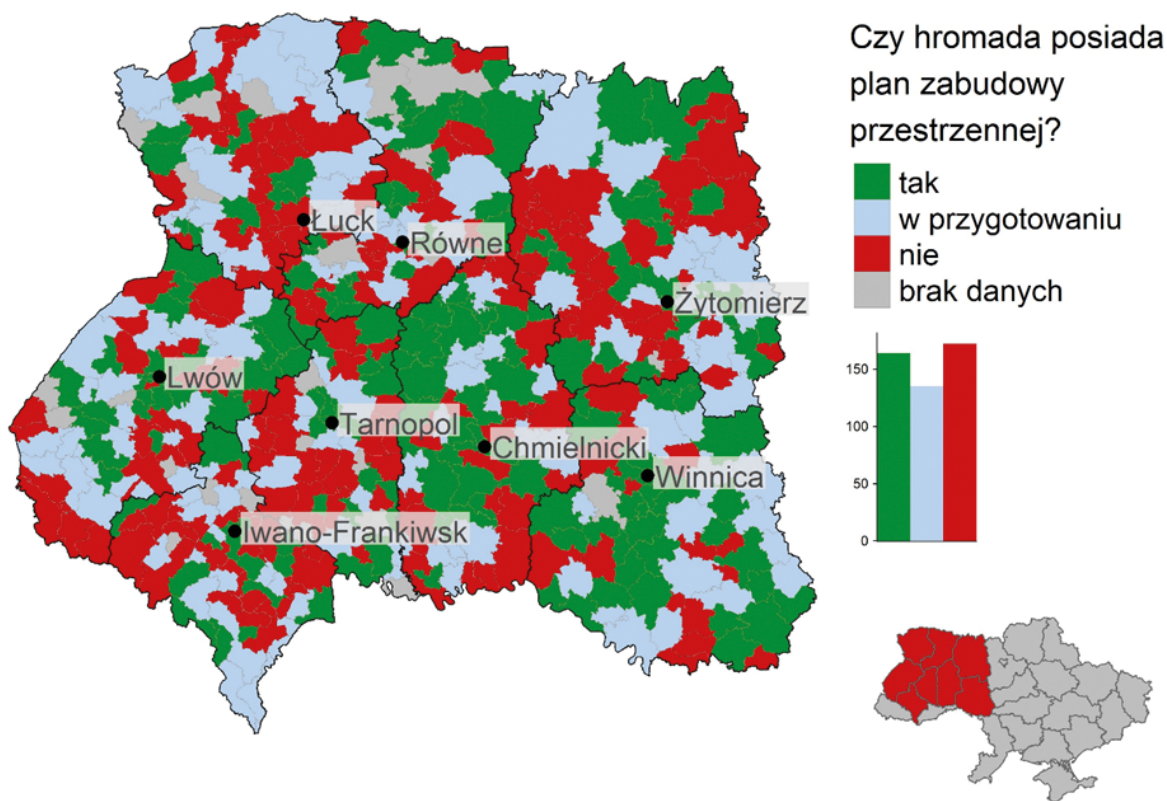 Czy hromada posiada
plan zabudowy
przestrzennej?
tak
w przygotowaniu
nie
brak danych
Łuck
Równe
Żytomierz
Lwów
Tarnopol
Chmielnicki
Winnica
Iwano-Frankiwsk
150
100
50
0